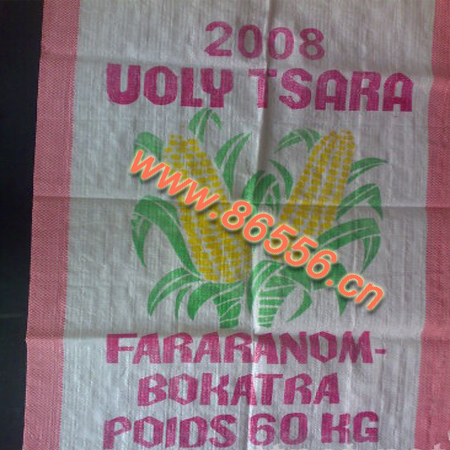 2008
UOLY TSARA
www.86556.cn
FARARANOM-
BOKATRA
POIDS 60 KG